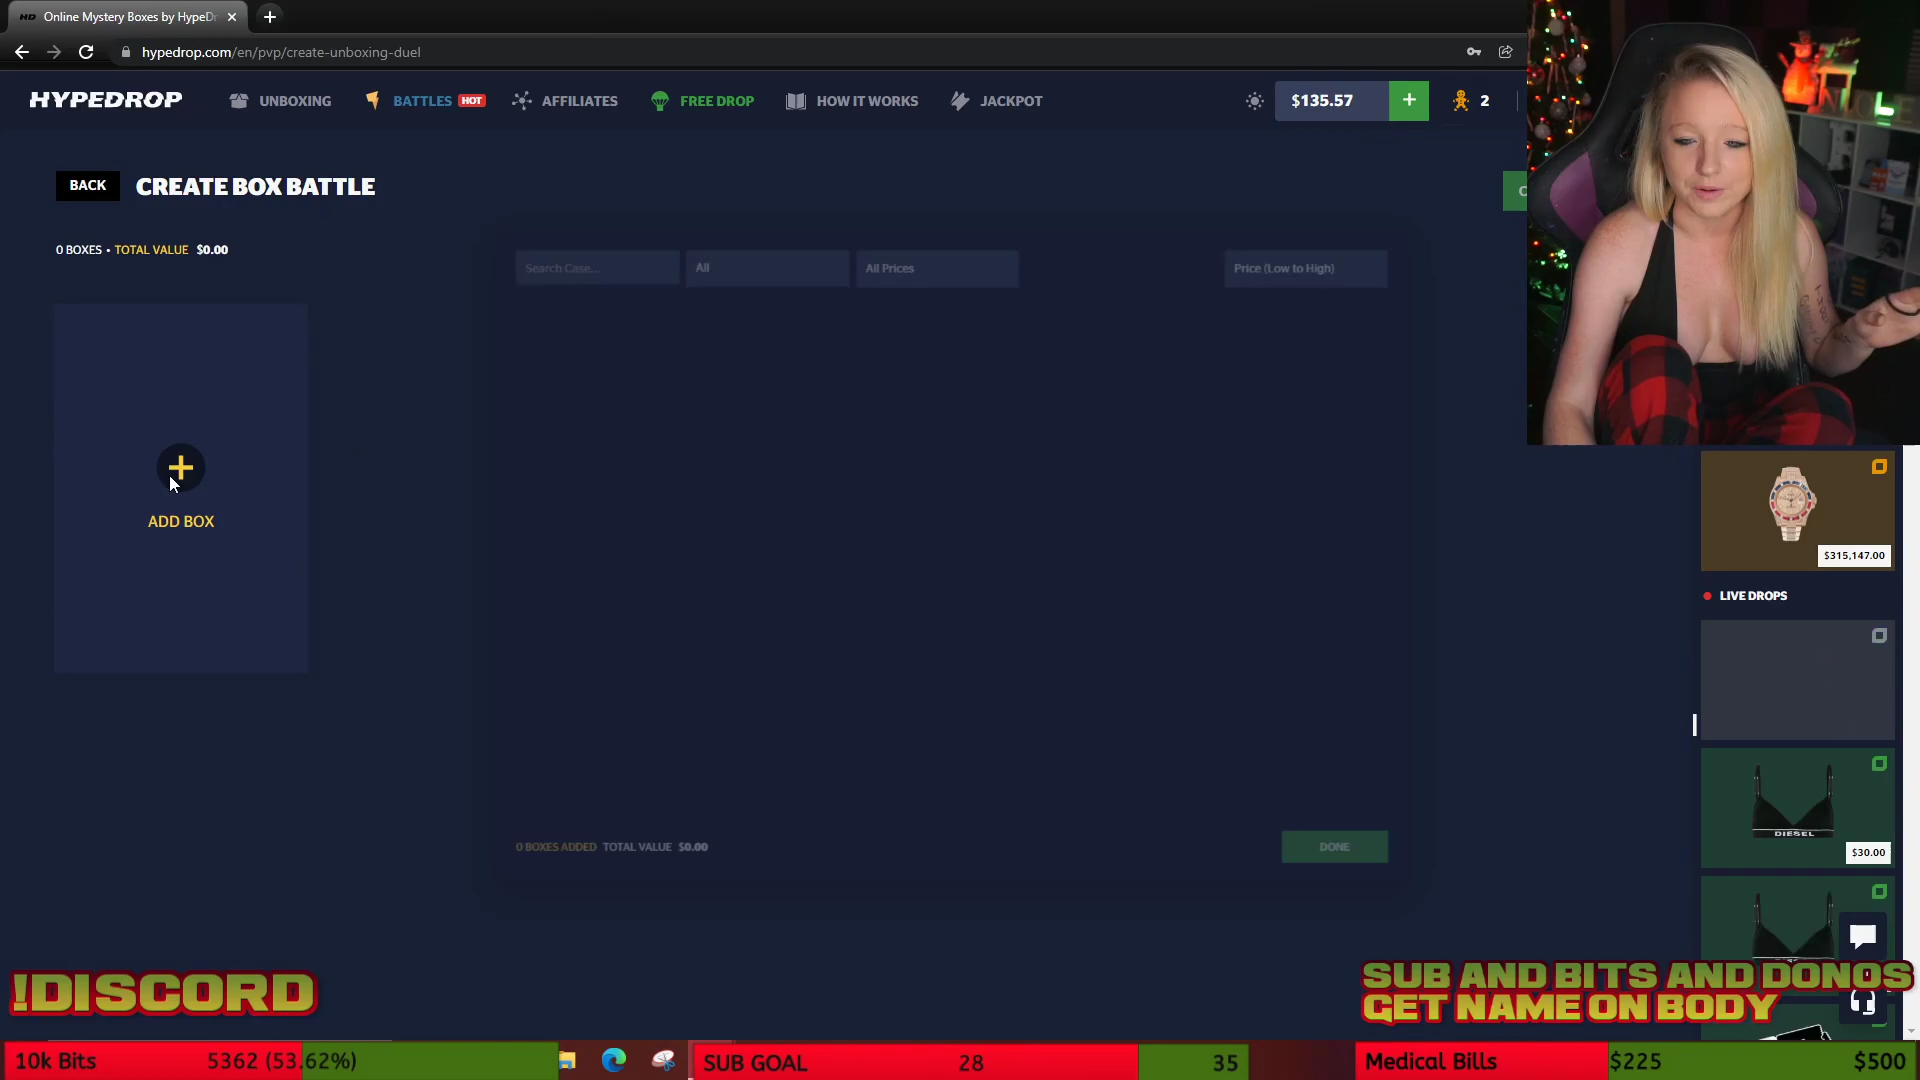 Online Mystery Boxes by HypeDr
hypedrop.com/en/pvp/create-unboxing-duel
HYPEDROP
UNBOXING
BATTLES HOT
AFFILIATES
FREE DROP
HOW IT WORKS
JACKPOT
$135.57
+
2
BACK
CREATE BOX BATTLE
0 BOXES • TOTAL VALUE $0.00
Search Case...
All
All Prices
Price (Low to High)
ADD BOX
0 BOXES ADDED TOTAL VALUE $0.00
DONE
$315,147.00
LIVE DROPS
DIESEL
$30.00
!DISCORD
SUB AND BITS AND DONOS
GET NAME ON BODY
10k Bits 5362 (53.62%)
SUB GOAL 28 35
Medical Bills $225 $500